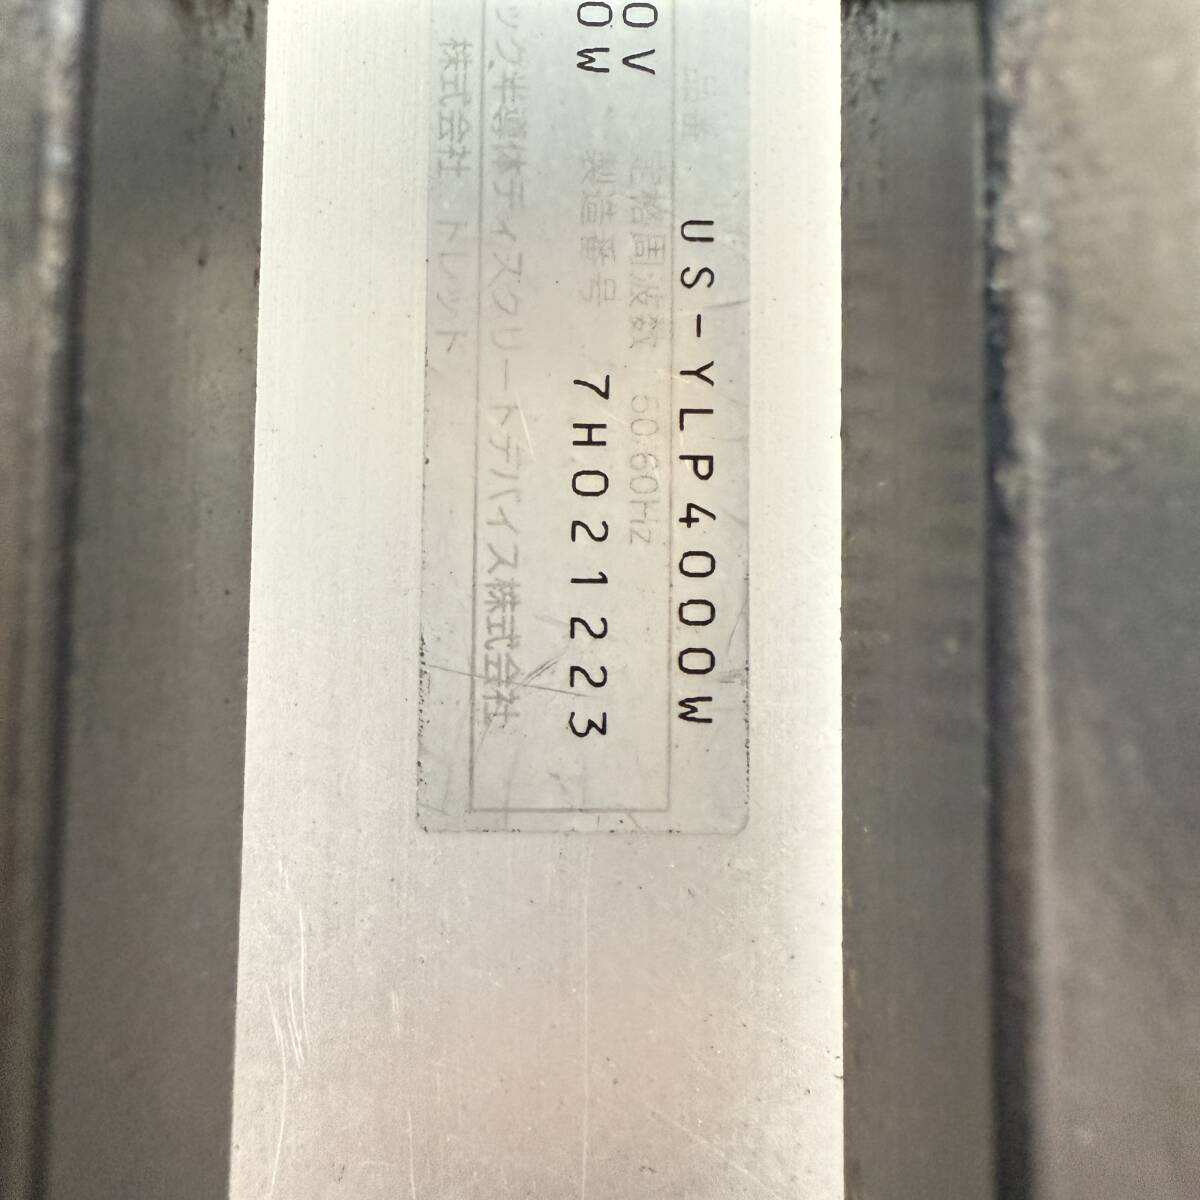 品番 US-YLP4000W
0V 定格周波数 50-60Hz
0W 製造番号 7H021223
ック半導体ディスクリートデバイス株式会社
株式会社 トレット